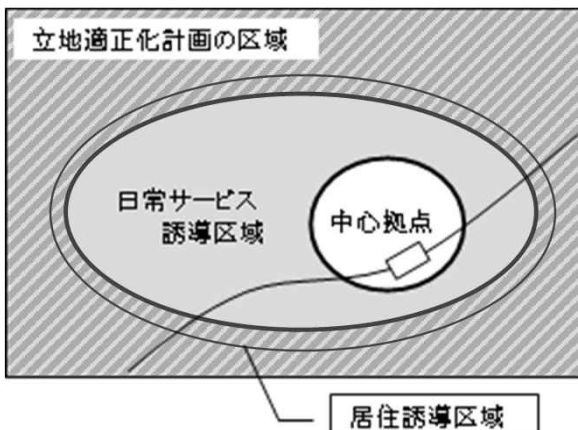 立地適正化計画の区域
日常サービス
誘導区域
中心拠点
居住誘導区域